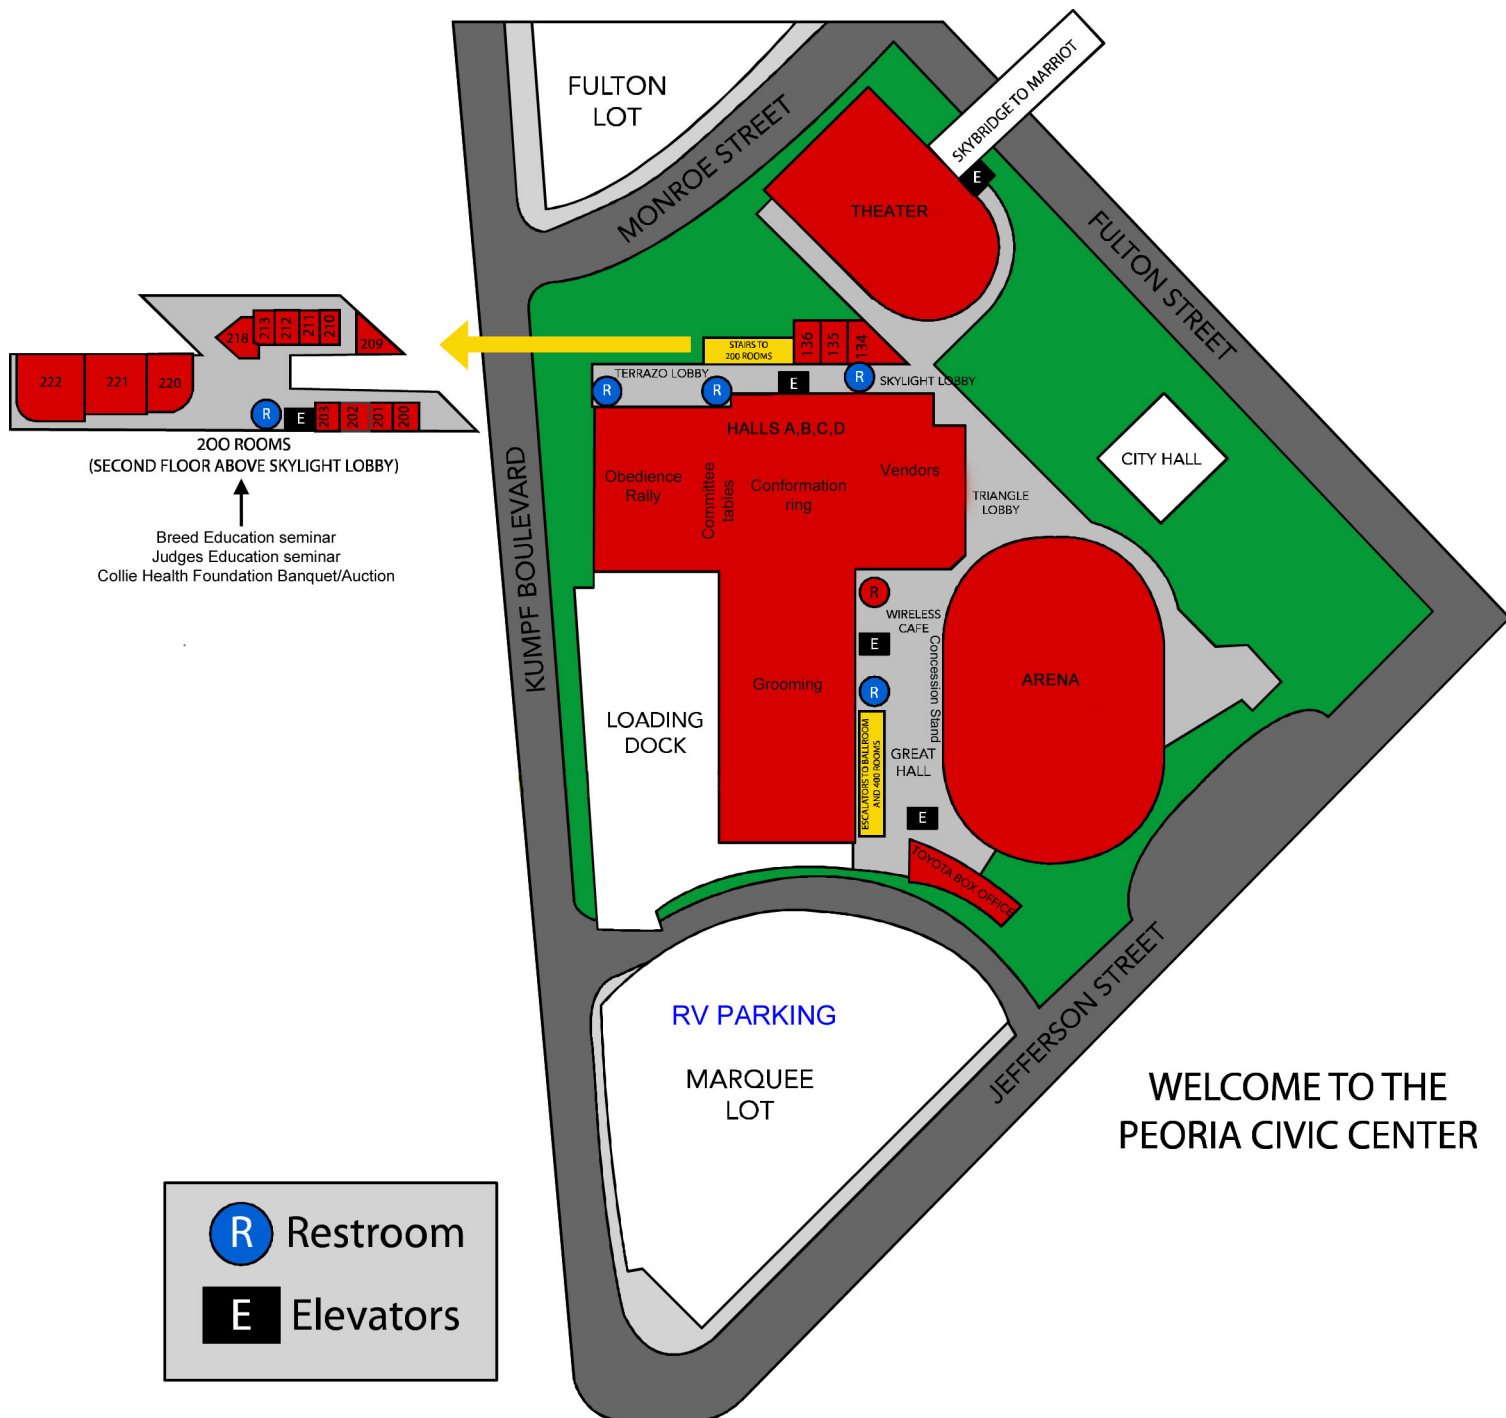 FULTON
LOT
MONROE STREET
SKYBRIDGE TO MARRIOT
E
THEATER
FULTON STREET
213
212
211
210
218
209
222
221
220
R
E
203
202
201
200
200 ROOMS
(SECOND FLOOR ABOVE SKYLIGHT LOBBY)
Breed Education seminar
Judges Education seminar
Collie Health Foundation Banquet/Auction
STAIRS TO
200 ROOMS
136
135
134
TERRAZO LOBBY
R
R
E
R
SKYLIGHT LOBBY
HALLS A,B,C,D
Obedience
Rally
Committee
tables
Conformation
ring
Vendors
TRIANGLE
LOBBY
CITY HALL
KUMPF BOULEVARD
R
WIRELESS
CAFE
E
Concession Stand
R
Grooming
ARENA
LOADING
DOCK
ESCALATORS TO BALLROOM
AND 400 ROOMS
GREAT
HALL
E
TOYOTA BOX OFFICE
JEFFERSON STREET
RV PARKING
MARQUEE
LOT
WELCOME TO THE
PEORIA CIVIC CENTER
R Restroom
E Elevators